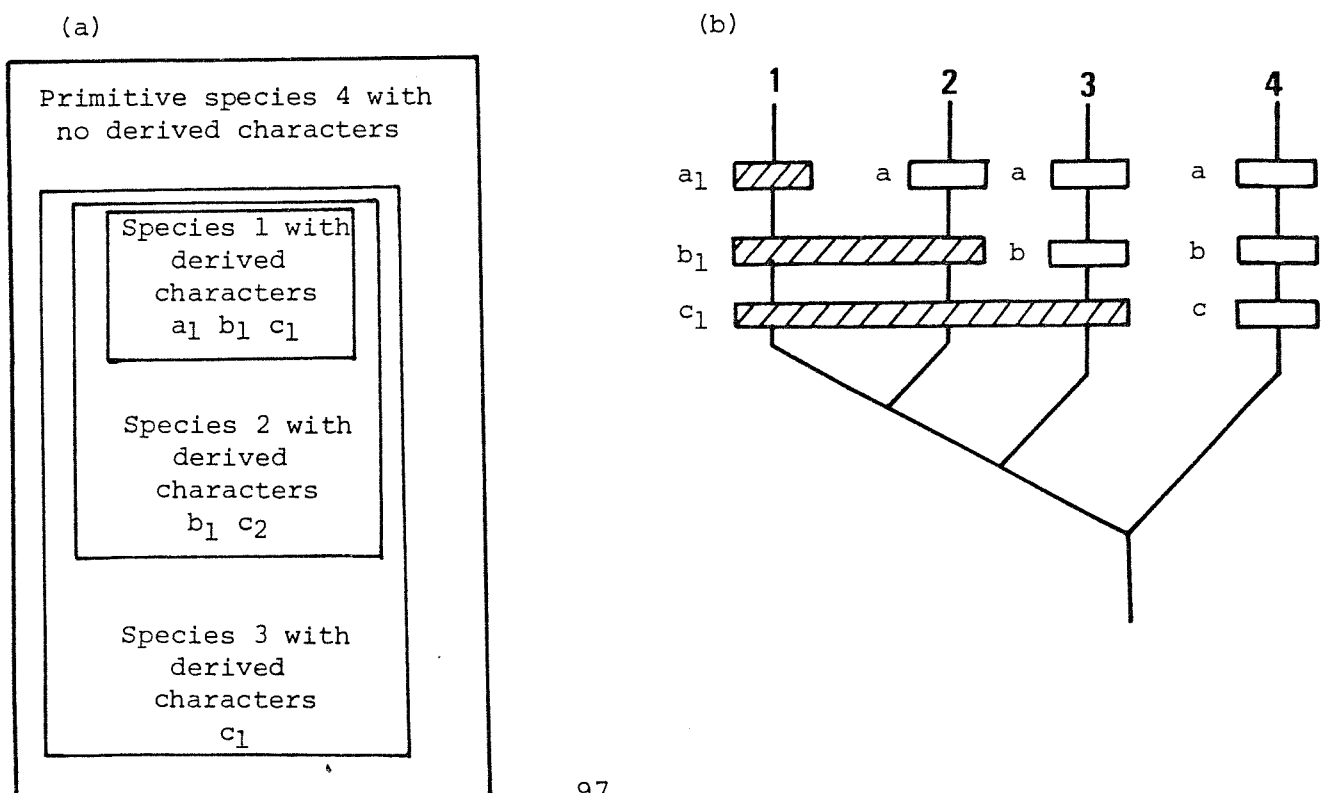 (a)
Primitive species 4 with
no derived characters
Species 1 with
derived
characters
a1 b1 c1
Species 2 with
derived
characters
b1 c2
Species 3 with
derived
characters
c1
97
(b)
1 2 3 4
a1 a a a
b1 b b
c1 c